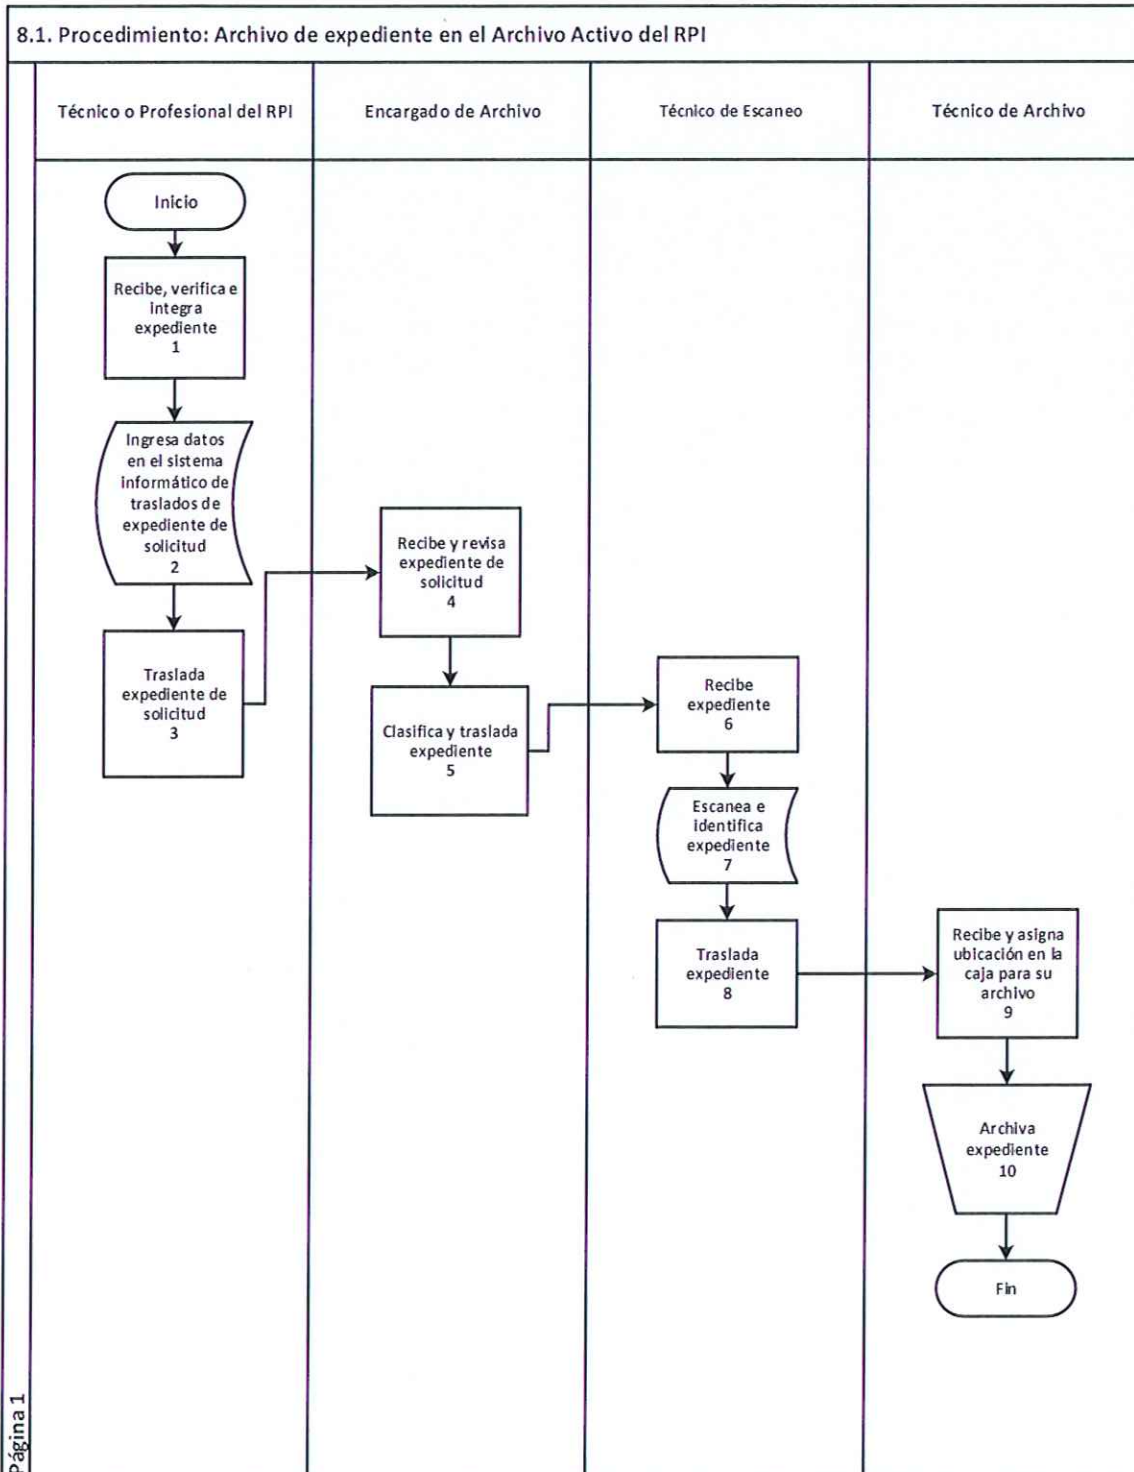 8.1. Procedimiento: Archivo de expediente en el Archivo Activo del RPI
Técnico o Profesional del RPI
Encargado de Archivo
Técnico de Escaneo
Técnico de Archivo
Inicio
Recibe, verifica e
integra
expediente
1
Ingresa datos
en el sistema
informático de
traslados de
expediente de
solicitud
2
Traslada
expediente de
solicitud
3
Recibe y revisa
expediente de
solicitud
4
Clasifica y traslada
expediente
5
Recibe
expediente
6
Escanea e
identifica
expediente
7
Traslada
expediente
8
Recibe y asigna
ubicación en la
caja para su
archivo
9
Archiva
expediente
10
Fin
Página 1